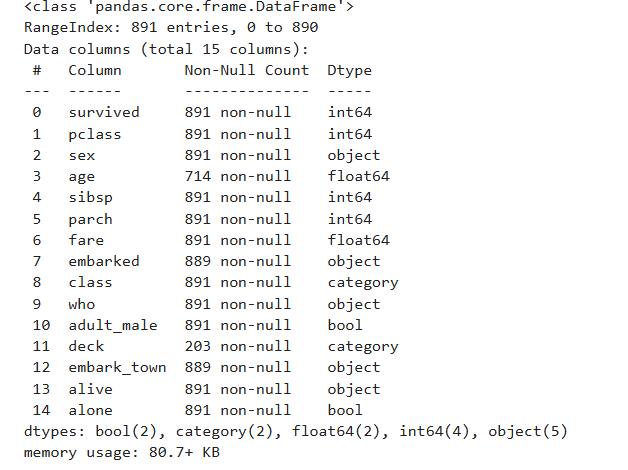 <class 'pandas.core.frame.DataFrame'>
RangeIndex: 891 entries, 0 to 890
Data columns (total 15 columns):
 #   Column       Non-Null Count  Dtype
---  ------       --------------  -----
 0   survived     891 non-null    int64
 1   pclass       891 non-null    int64
 2   sex          891 non-null    object
 3   age          714 non-null    float64
 4   sibsp        891 non-null    int64
 5   parch        891 non-null    int64
 6   fare         891 non-null    float64
 7   embarked     889 non-null    object
 8   class        891 non-null    category
 9   who          891 non-null    object
 10  adult_male   891 non-null    bool
 11  deck         203 non-null    category
 12  embark_town  889 non-null    object
 13  alive        891 non-null    object
 14  alone        891 non-null    bool
dtypes: bool(2), category(2), float64(2), int64(4), object(5)
memory usage: 80.7+ KB